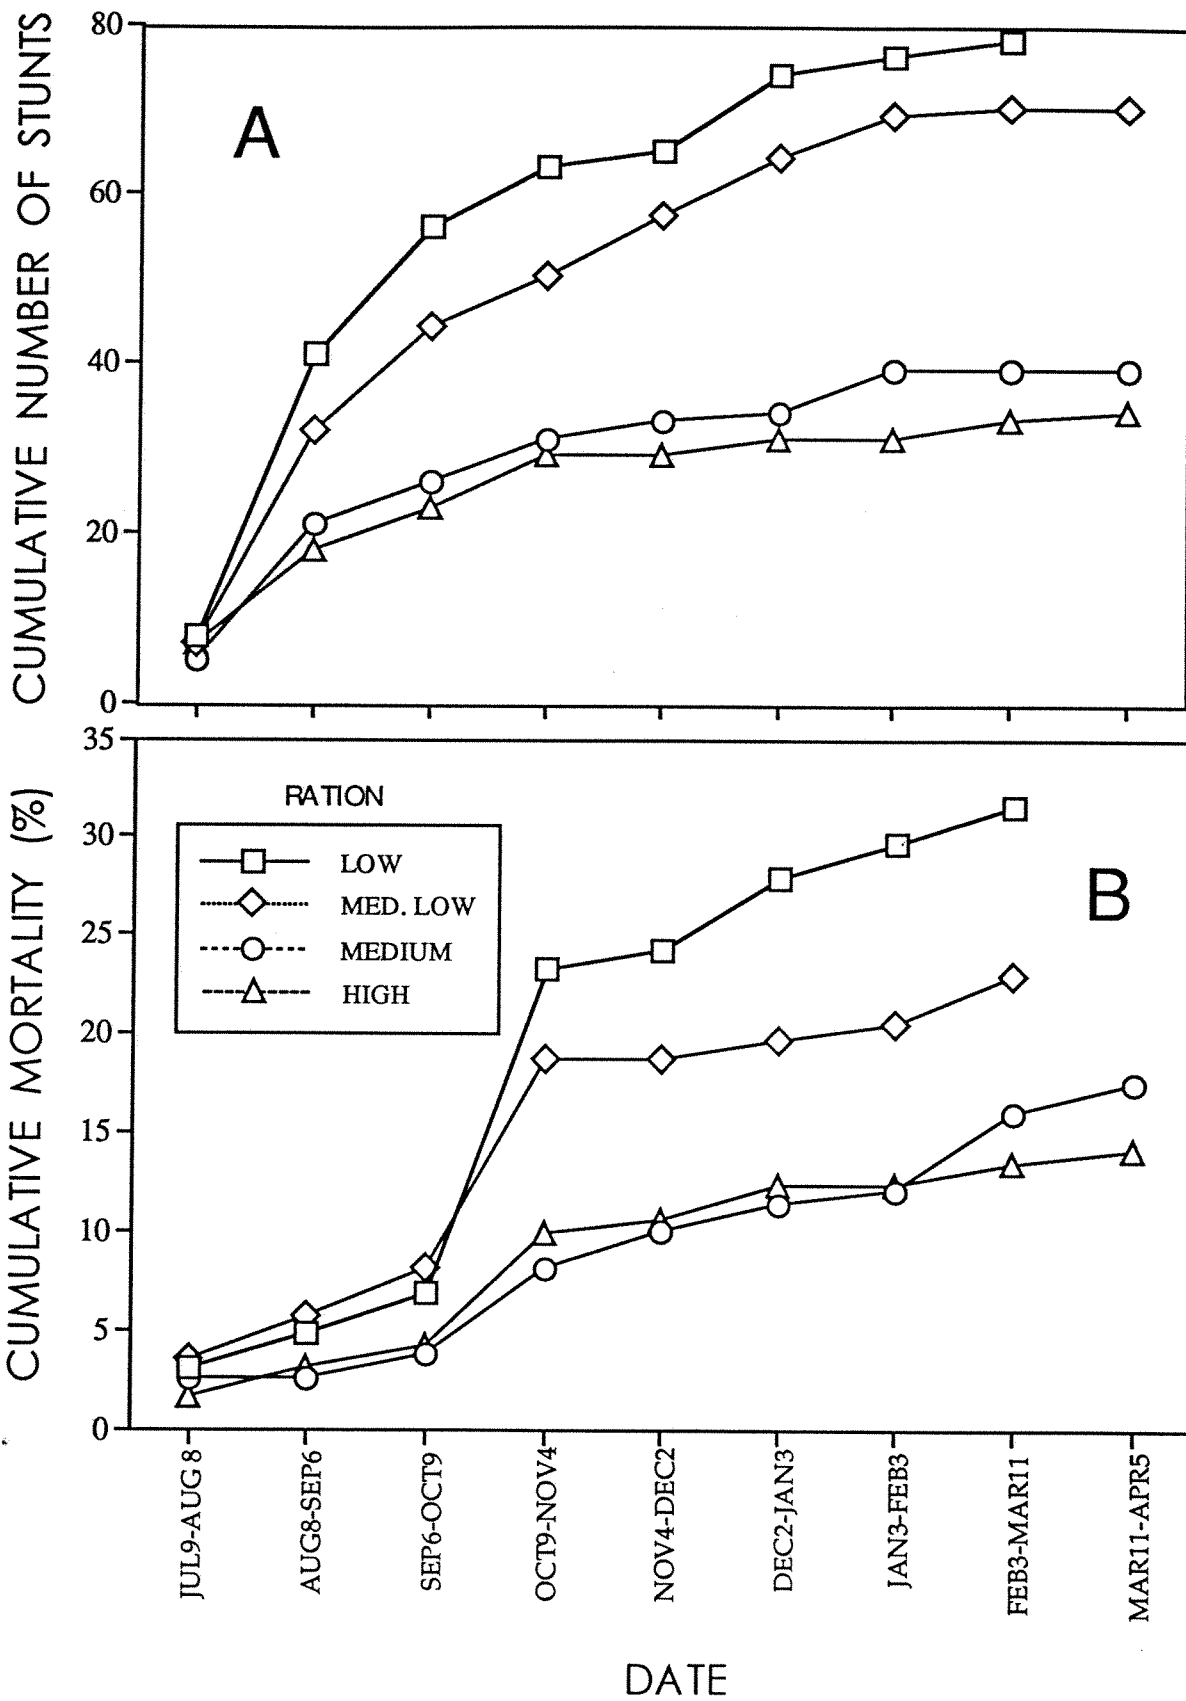 CUMULATIVE NUMBER OF STUNTS
80
60
40
20
0
A
CUMULATIVE MORTALITY (%)
35
30
25
20
15
10
5
0
RATION
LOW
MED. LOW
MEDIUM
HIGH
B
JUL9-AUG 8
AUG8-SEP6
SEP6-OCT9
OCT9-NOV4
NOV4-DEC2
DEC2-JAN3
JAN3-FEB3
FEB3-MAR11
MAR11-APR5
DATE